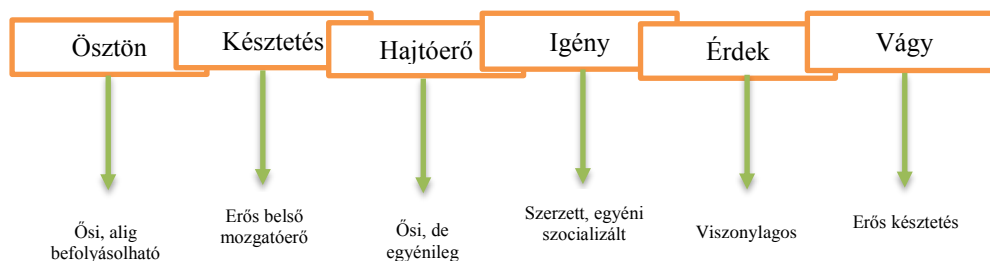 Ösztön
Késztetés
Hajtóerő
Igény
Érdek
Vágy
Ősi, alig
befolyásolható
Erős belső
mozgatóerő
Ősi, de
egyénileg
Szerzett, egyéni
szocializált
Viszonylagos
Erős késztetés